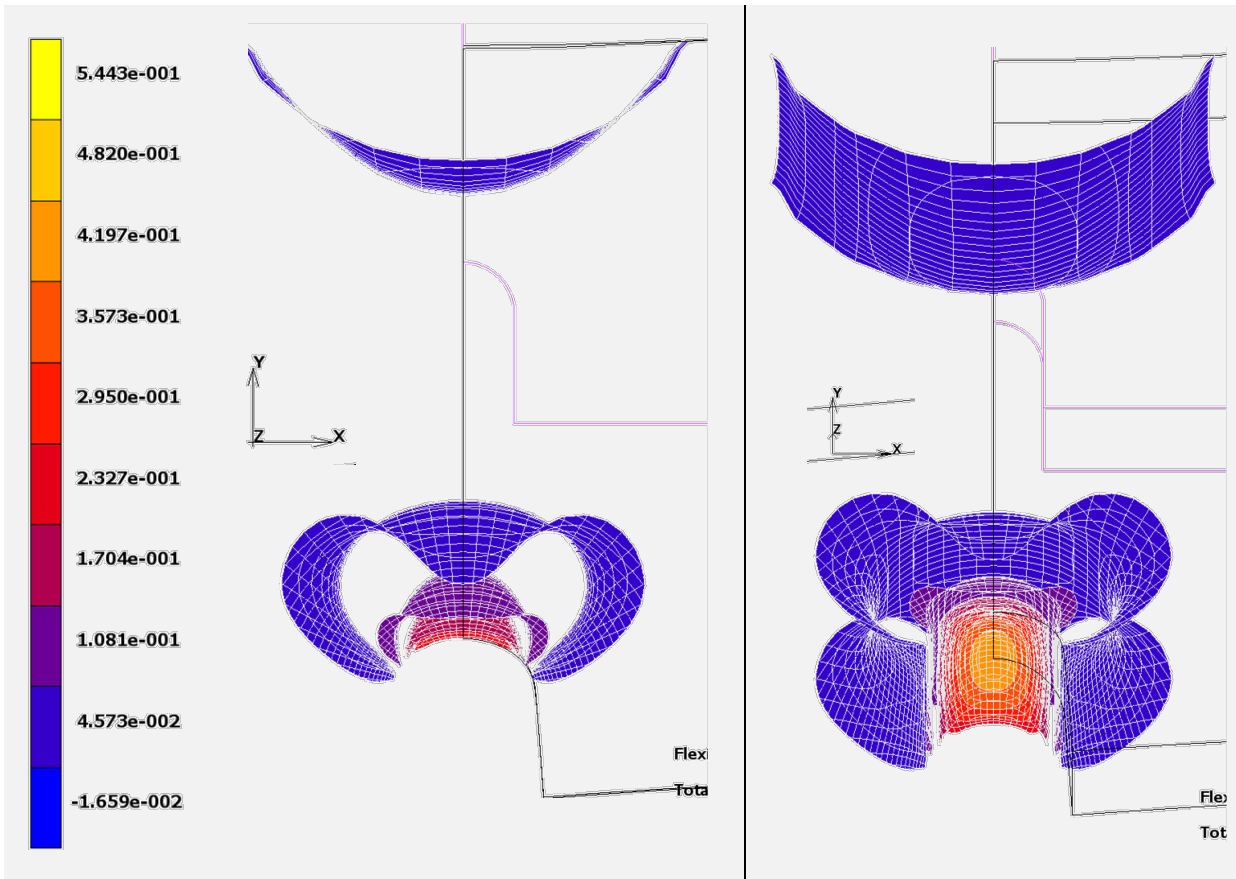 5.443e-001
4.820e-001
4.197e-001
3.573e-001
2.950e-001
2.327e-001
1.704e-001
1.081e-001
4.573e-002
-1.659e-002
Y
Z
X
Flexi
Tota
Y
Z
X
Flex
Tot